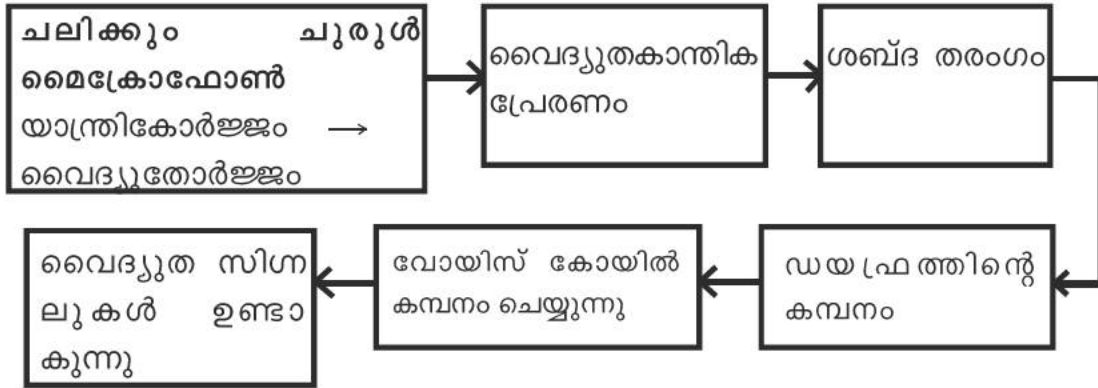 ചലിക്കും ചുരുൾ
മൈക്രോഫോൺ
യാന്ത്രികോർജ്ജം →
വൈദ്യുതോർജ്ജം
വൈദ്യുതകാന്തിക
പ്രേരണം
ശബ്ദ തരംഗം
ഡയഫ്രത്തിന്റെ
കമ്പനം
വോയിസ് കോയിൽ
കമ്പനം ചെയ്യുന്നു
വൈദ്യുത സിഗ്ന
ലുകൾ ഉണ്ടാ
കുന്നു